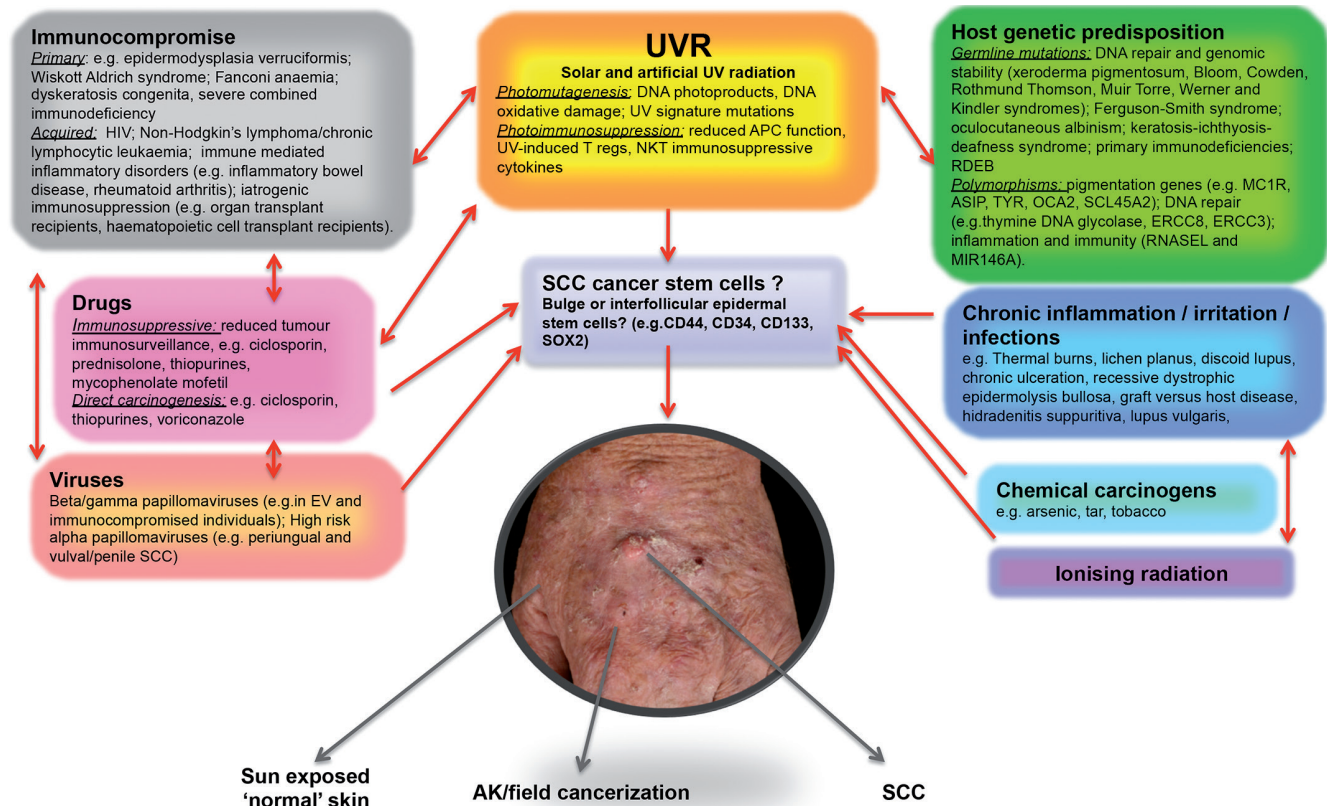 Immunocompromise
Primary: e.g. epidermodysplasia verruciformis;
Wiskott Aldrich syndrome; Fanconi anaemia;
dyskeratosis congenita, severe combined
immunodeficiency
Acquired: HIV; Non-Hodgkin's lymphoma/chronic
lymphocytic leukaemia; immune mediated
inflammatory disorders (e.g. inflammatory bowel
disease, rheumatoid arthritis); iatrogenic
immunosuppression (e.g. organ transplant
recipients, haematopoietic cell transplant recipients).
UVR
Solar and artificial UV radiation
Photomutagenesis: DNA photoproducts, DNA
oxidative damage; UV signature mutations
Photoimmunosuppression: reduced APC function,
UV-induced T regs, NKT immunosuppressive
cytokines
Host genetic predisposition
Germline mutations: DNA repair and genomic
stability (xeroderma pigmentosum, Bloom, Cowden,
Rothmund Thomson, Muir Torre, Werner and
Kindler syndromes); Ferguson-Smith syndrome;
oculocutaneous albinism; keratosis-ichthyosis-
deafness syndrome; primary immunodeficiencies;
RDEB
Polymorphisms: pigmentation genes (e.g. MC1R,
ASIP, TYR, OCA2, SCL45A2); DNA repair
(e.g.thymine DNA glycolase, ERCC8, ERCC3);
inflammation and immunity (RNASEL and
MIR146A).
Drugs
Immunosuppressive: reduced tumour
immunosurveillance, e.g. ciclosporin,
prednisolone, thiopurines,
mycophenolate mofetil
Direct carcinogenesis: e.g. ciclosporin,
thiopurines, voriconazole
SCC cancer stem cells ?
Bulge or interfollicular epidermal
stem cells? (e.g.CD44, CD34, CD133,
SOX2)
Chronic inflammation / irritation /
infections
e.g. Thermal burns, lichen planus, discoid lupus,
chronic ulceration, recessive dystrophic
epidermolysis bullosa, graft versus host disease,
hidradenitis suppuritiva, lupus vulgaris,
Viruses
Beta/gamma papillomaviruses (e.g.in EV and
immunocompromised individuals); High risk
alpha papillomaviruses (e.g. periungual and
vulval/penile SCC)
Chemical carcinogens
e.g. arsenic, tar, tobacco
Ionising radiation
Sun exposed
'normal' skin
AK/field cancerization
SCC